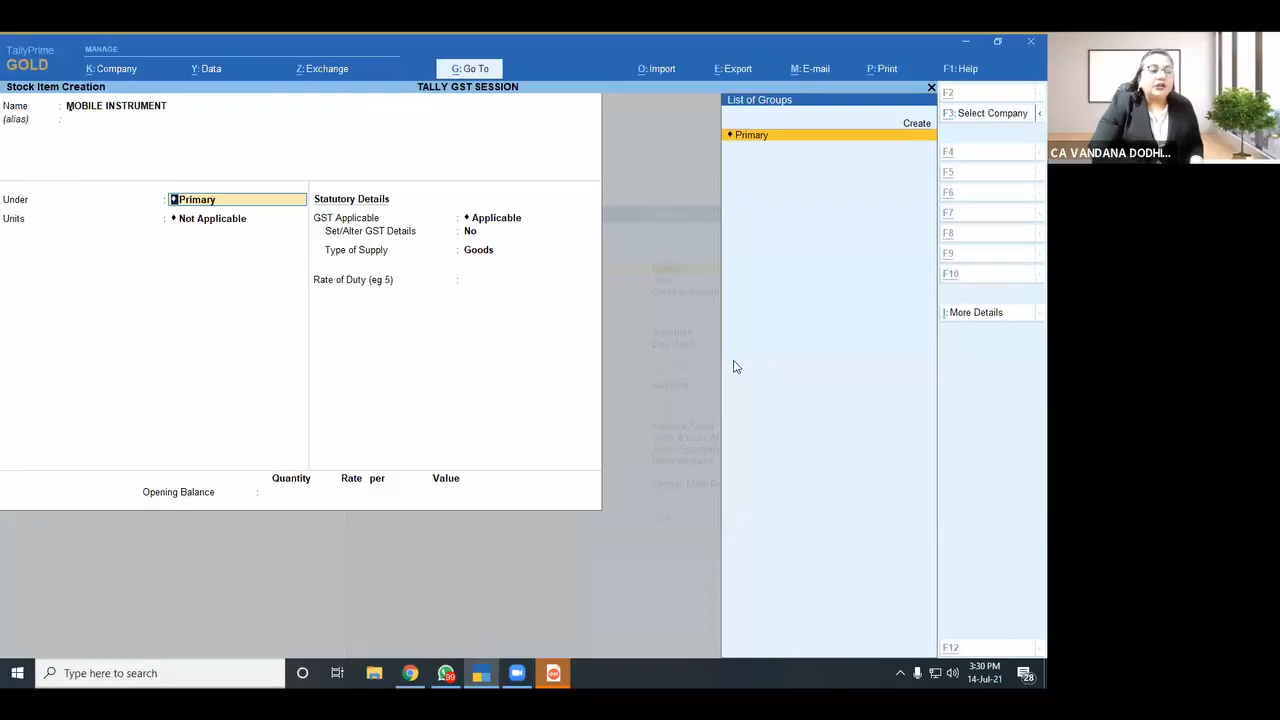 TallyPrime
GOLD
MANAGE
K: Company
Y: Data
Z: Exchange
G: Go To
O: Import
E: Export
M: E-mail
P: Print
F1: Help
Stock Item Creation
TALLY GST SESSION
Name : MOBILE INSTRUMENT
(alias) :
Under : Primary
Units : Not Applicable
Statutory Details
GST Applicable : Applicable
Set/Alter GST Details : No
Type of Supply : Goods
Rate of Duty (eg 5) :
Quantity Rate per Value
Opening Balance :
List of Groups
Create
Primary
F2
F3: Select Company
F4
F5
F6
F7
F8
F9
F10
I: More Details
F12
CA VANDANA DODHI...
Type here to search
99
3:30 PM
14-Jul-21
28